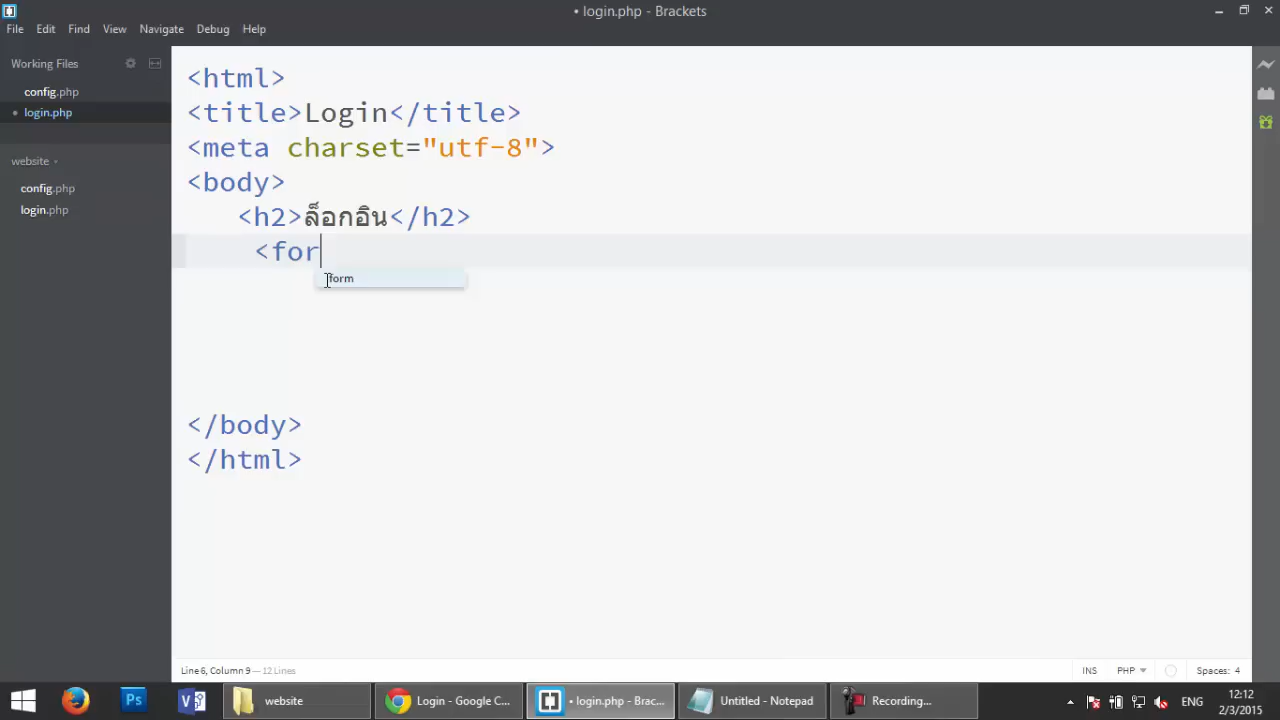 • login.php - Brackets
File Edit Find View Navigate Debug Help
Working Files
config.php
• login.php
website
config.php
login.php
<html>
<title>Login</title>
<meta charset="utf-8">
<body>
<h2>ล็อกอิน</h2>
<for
form
</body>
</html>
Line 6, Column 9 — 12 Lines
INS PHP Spaces: 4
Ps
website
Login - Google C...
• login.php - Brac...
Untitled - Notepad
Recording...
ENG
12:12
2/3/2015